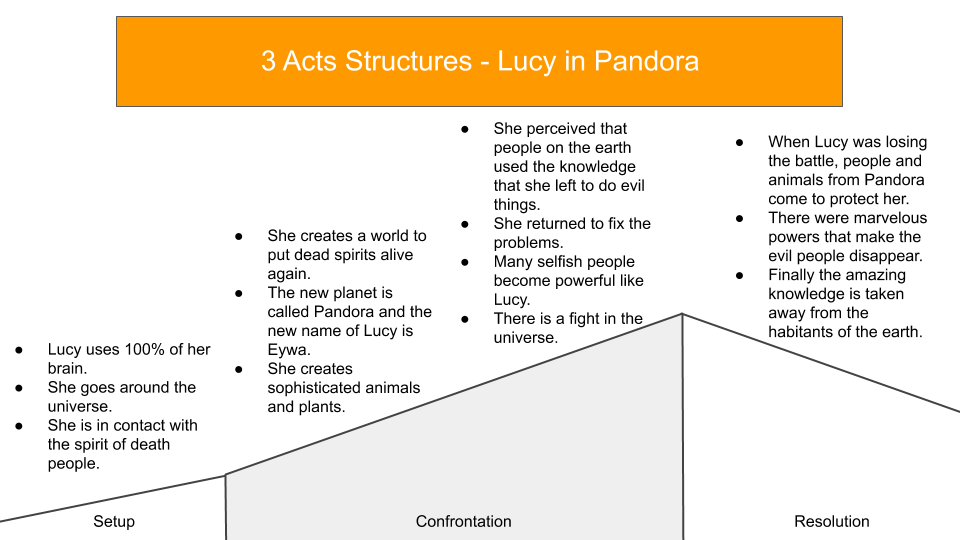 3 Acts Structures - Lucy in Pandora
● Lucy uses 100% of her
brain.
● She goes around the
universe.
● She is in contact with
the spirit of death
people.
● She creates a world to
put dead spirits alive
again.
● The new planet is
called Pandora and the
new name of Lucy is
Eywa.
● She creates
sophisticated animals
and plants.
● She perceived that
people on the earth
used the knowledge
that she left to do evil
things.
● She returned to fix the
problems.
● Many selfish people
become powerful like
Lucy.
● There is a fight in the
universe.
● When Lucy was losing
the battle, people and
animals from Pandora
come to protect her.
● There were marvelous
powers that make the
evil people disappear.
● Finally the amazing
knowledge is taken
away from the
habitants of the earth.
Setup
Confrontation
Resolution